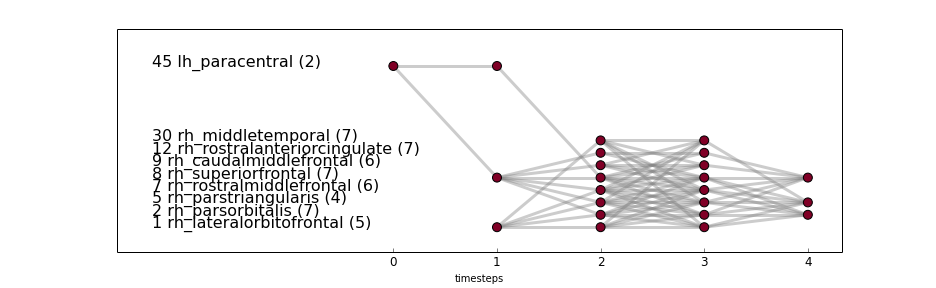 45 lh_paracentral (2)
30 rh_middletemporal (7)
12 rh_rostralanteriorcingulate (7)
9 rh_caudalmiddlefrontal (6)
8 rh_superiorfrontal (7)
7 rh_rostralmiddlefrontal (6)
5 rh_parstriangularis (4)
2 rh_parsorbitalis (7)
1 rh_lateralorbitofrontal (5)
0 1 2 3 4
timesteps